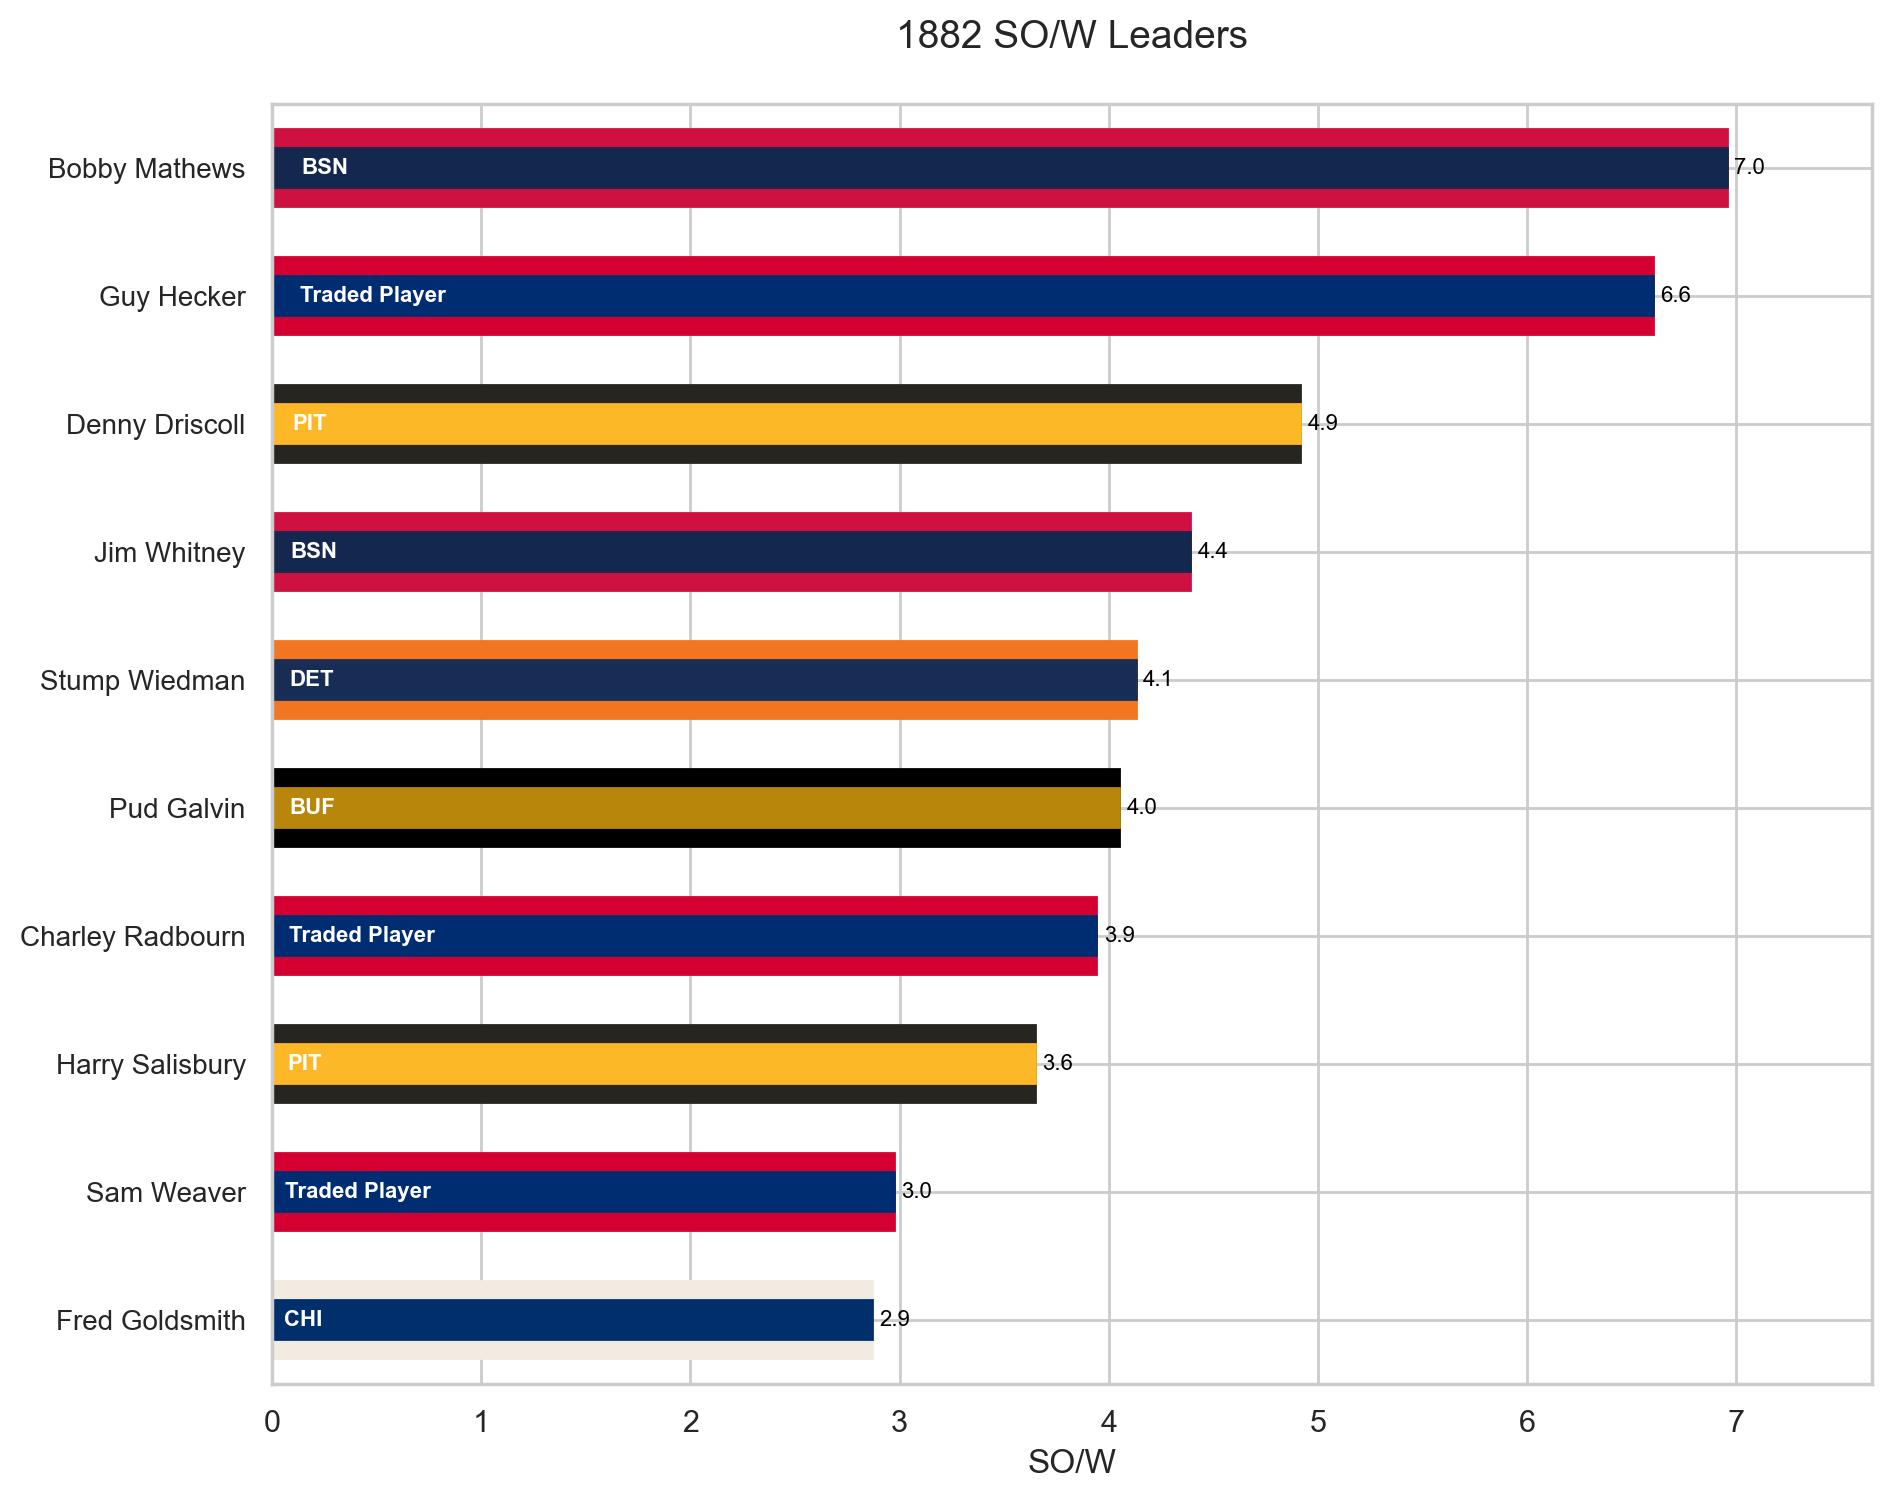 1882 SO/W Leaders
Bobby Mathews
BSN
7.0
Guy Hecker
Traded Player
6.6
Denny Driscoll
PIT
4.9
Jim Whitney
BSN
4.4
Stump Wiedman
DET
4.1
Pud Galvin
BUF
4.0
Charley Radbourn
Traded Player
3.9
Harry Salisbury
PIT
3.6
Sam Weaver
Traded Player
3.0
Fred Goldsmith
CHI
2.9
0 1 2 3 4 5 6 7
SO/W